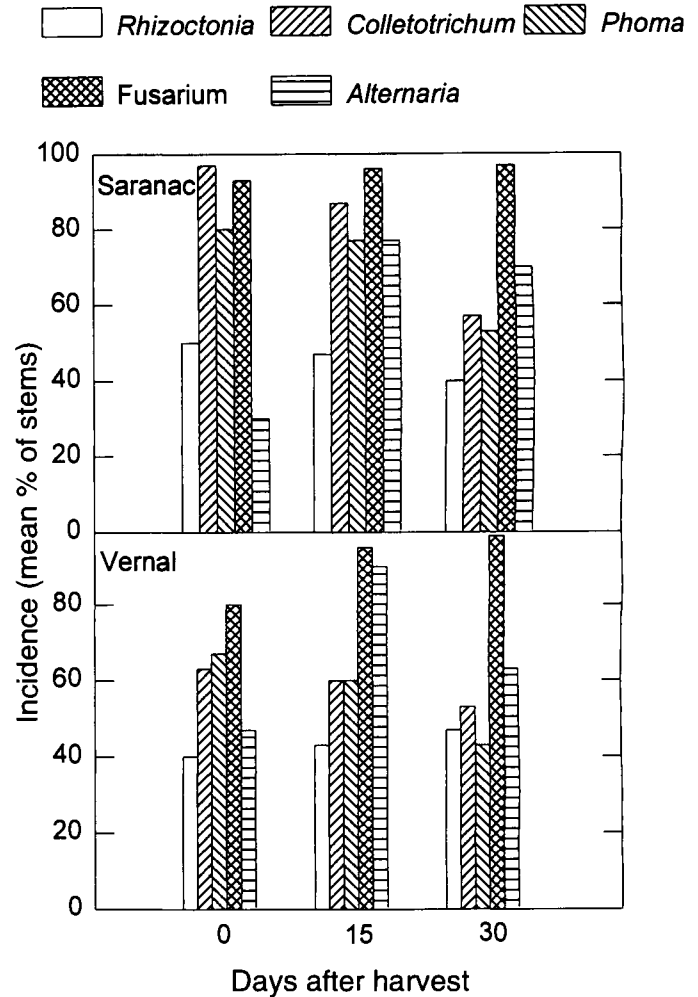 Rhizoctonia Colletotrichum Phoma
Fusarium Alternaria
100
Saranac
80
60
40
20
0
Vernal
80
60
40
20
0
0 15 30
Incidence (mean % of stems)
Days after harvest